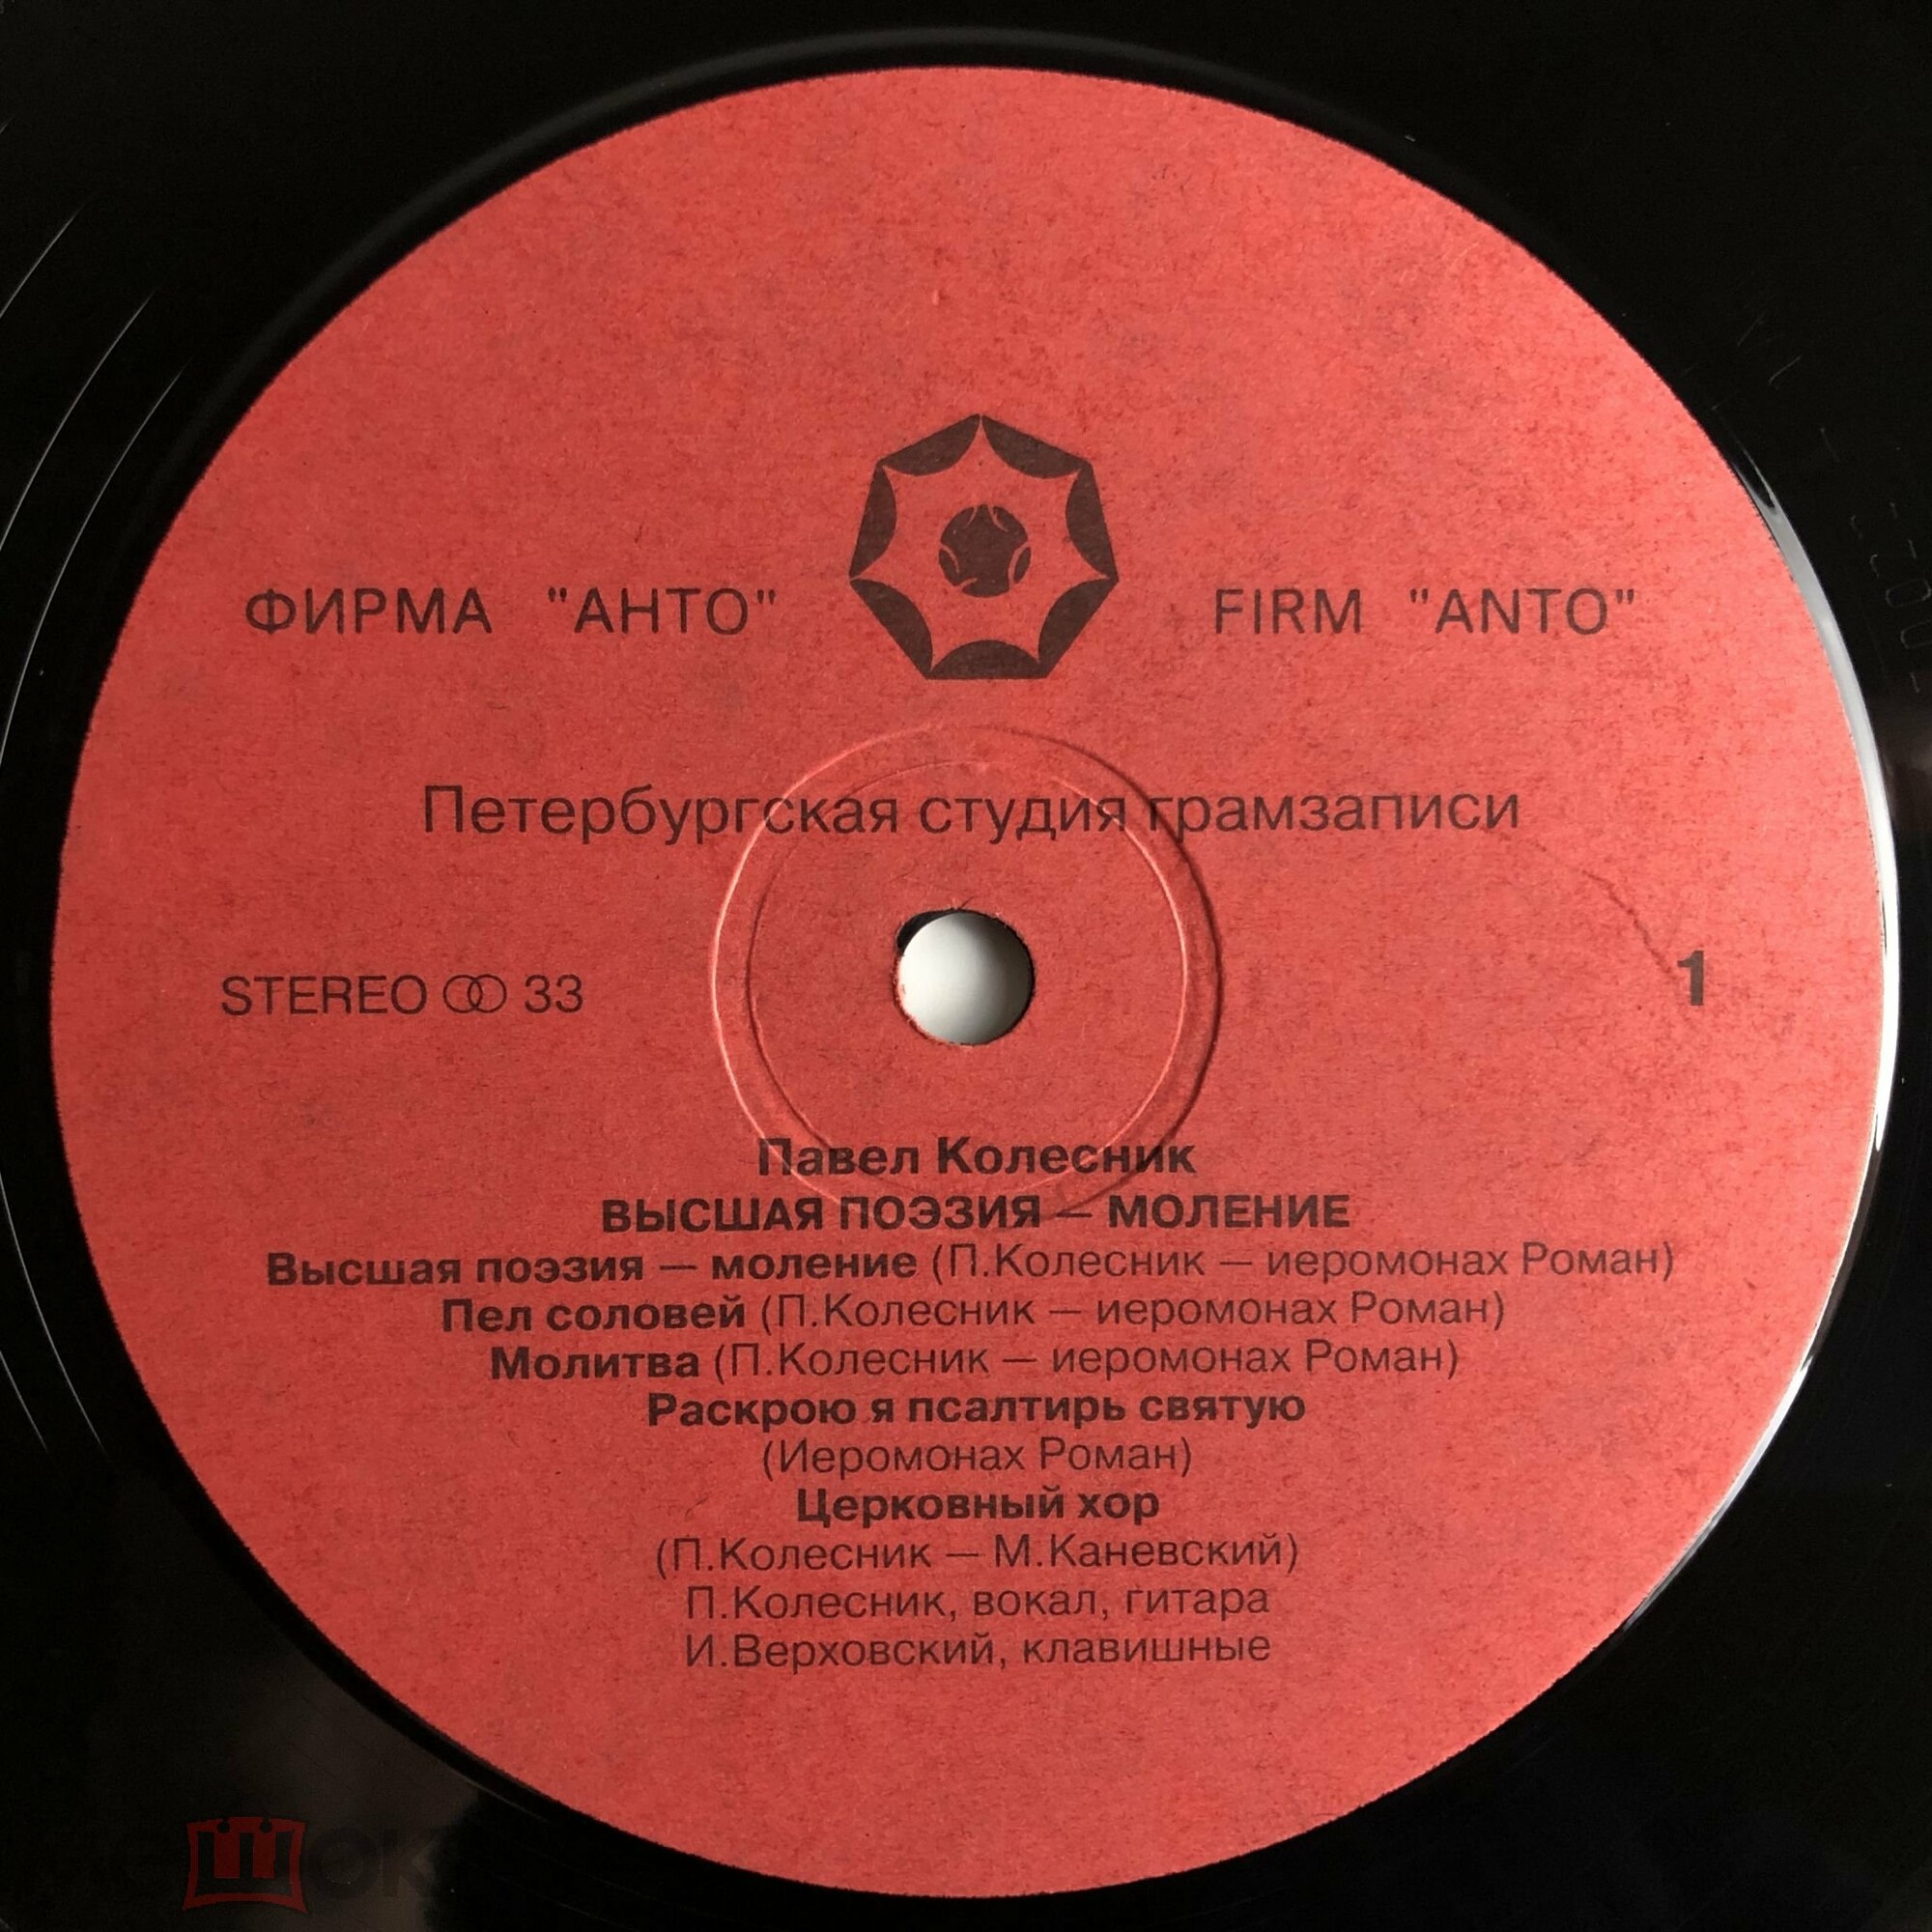 ФИРМА "АНТО" FIRM "ANTO"
Петербургская студия грамзаписи
STEREO 33 1
Павел Колесник
ВЫСШАЯ ПОЭЗИЯ — МОЛЕНИЕ
Высшая поэзия — моление (П.Колесник — иеромонах Роман)
Пел соловей (П.Колесник — иеромонах Роман)
Молитва (П.Колесник — иеромонах Роман)
Раскрою я псалтирь святую
(Иеромонах Роман)
Церковный хор
(П.Колесник — М.Каневский)
П.Колесник, вокал, гитара
И.Верховский, клавишные